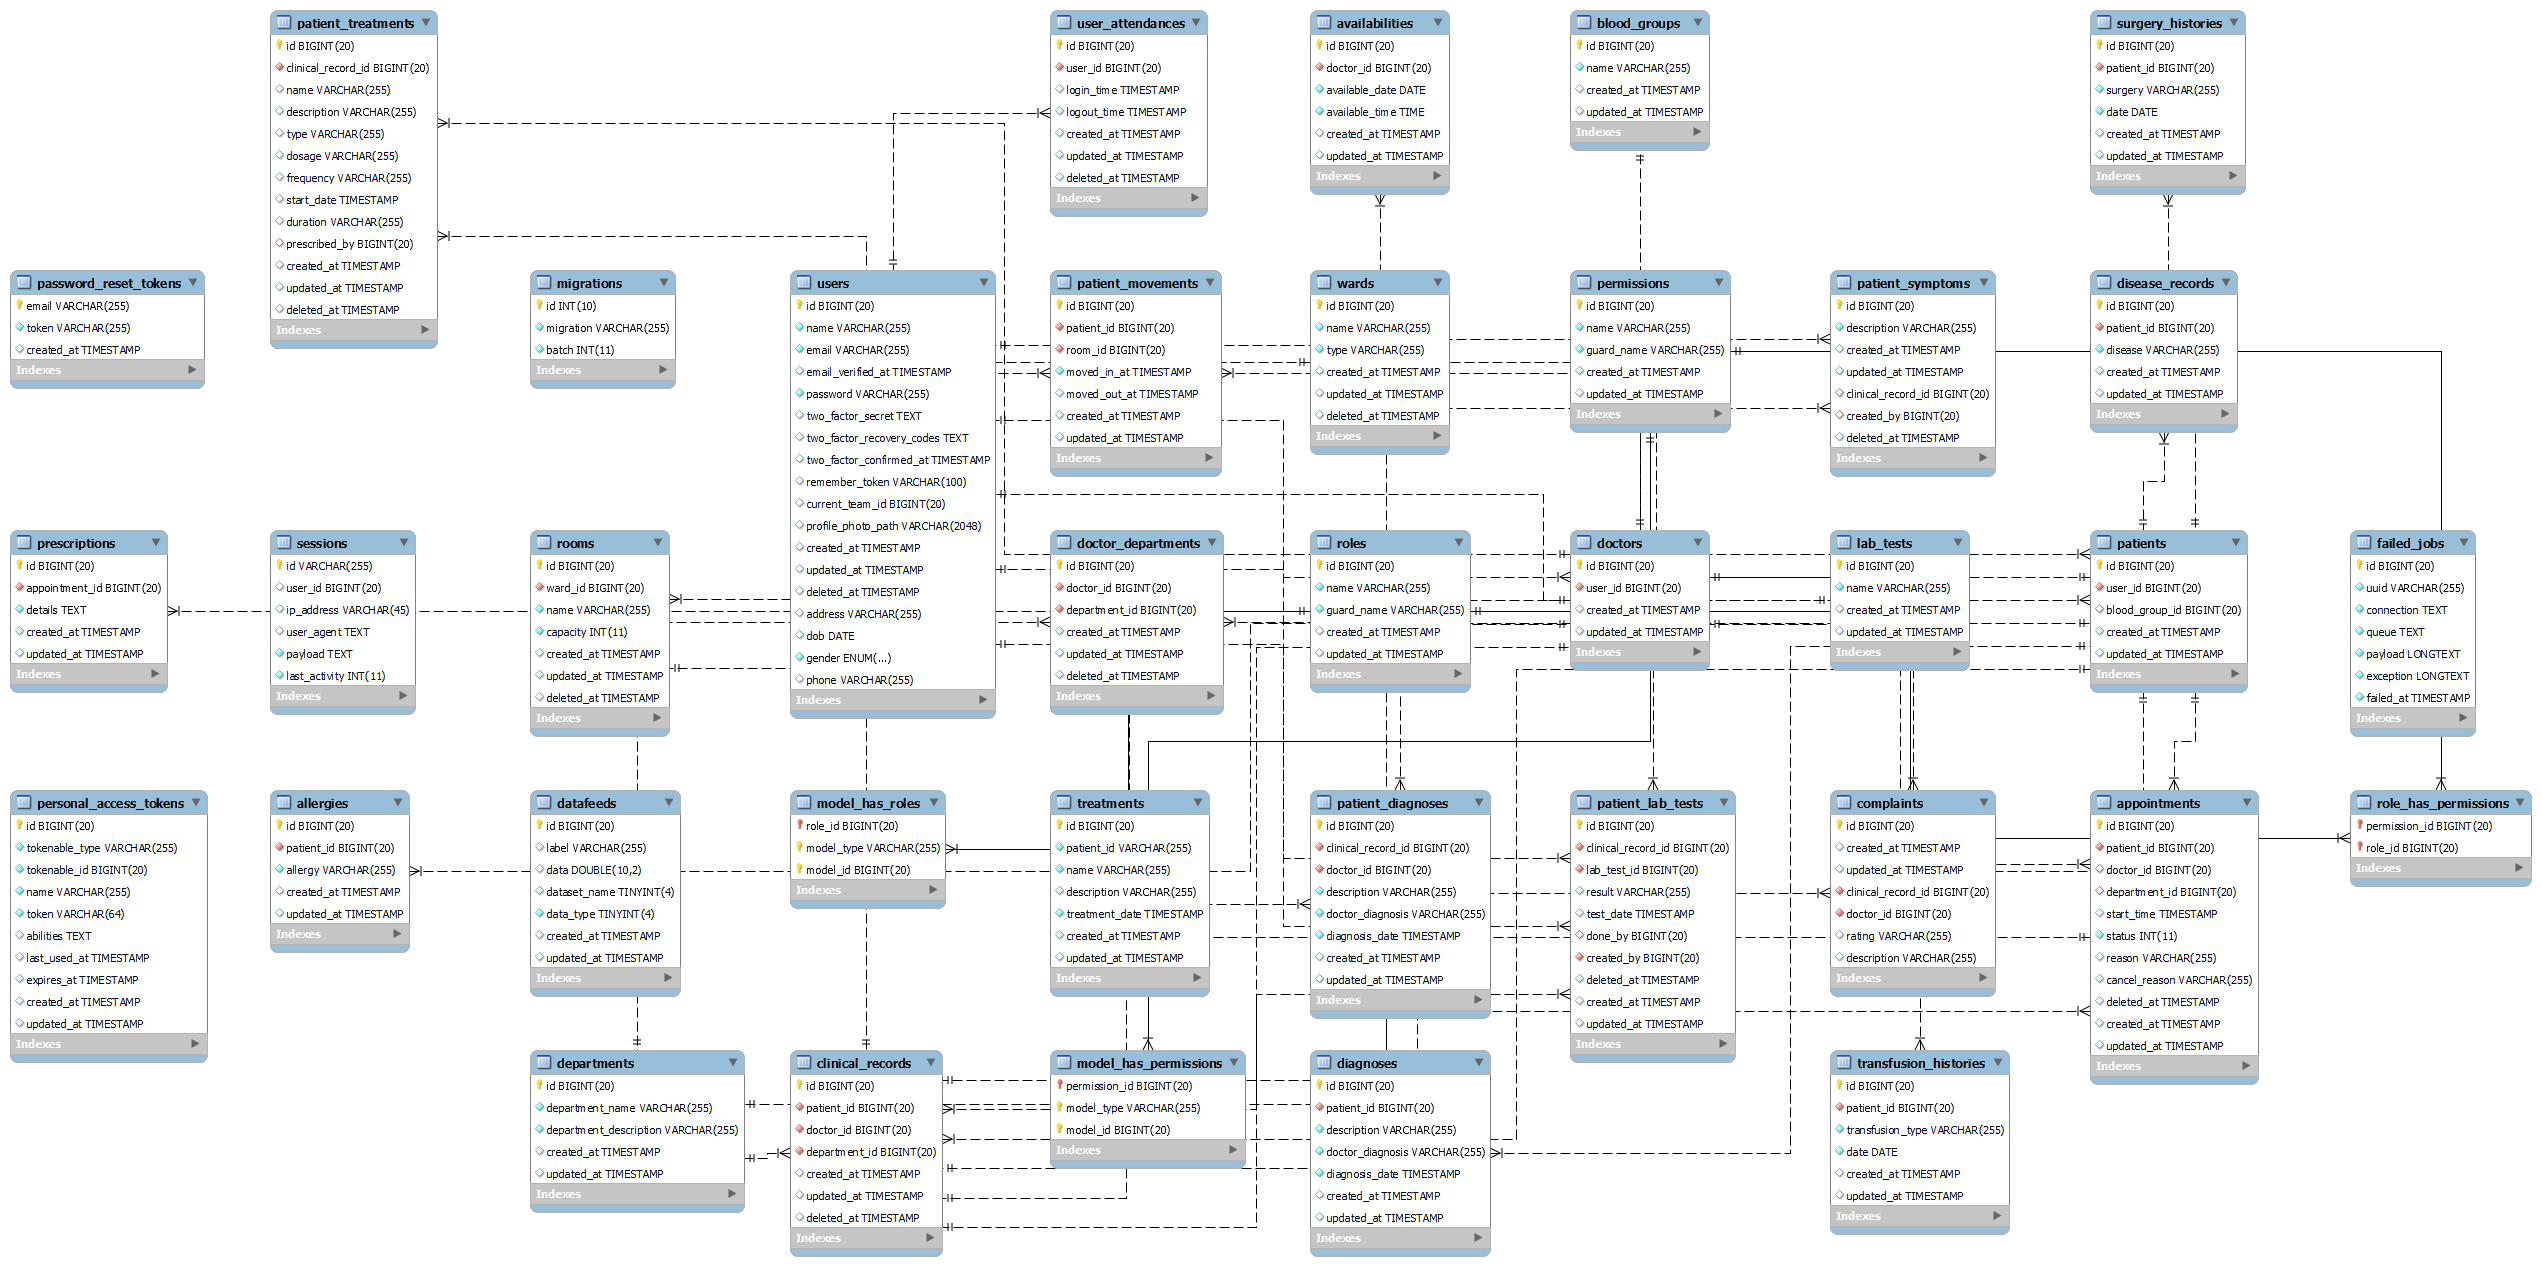 patient_treatments
id BIGINT(20)
clinical_record_id BIGINT(20)
name VARCHAR(255)
description VARCHAR(255)
type VARCHAR(255)
dosage VARCHAR(255)
frequency VARCHAR(255)
start_date TIMESTAMP
duration VARCHAR(255)
prescribed_by BIGINT(20)
created_at TIMESTAMP
updated_at TIMESTAMP
deleted_at TIMESTAMP
Indexes
user_attendances
id BIGINT(20)
user_id BIGINT(20)
login_time TIMESTAMP
logout_time TIMESTAMP
created_at TIMESTAMP
updated_at TIMESTAMP
deleted_at TIMESTAMP
Indexes
availabilities
id BIGINT(20)
doctor_id BIGINT(20)
available_date DATE
available_time TIME
created_at TIMESTAMP
updated_at TIMESTAMP
Indexes
blood_groups
id BIGINT(20)
name VARCHAR(255)
created_at TIMESTAMP
updated_at TIMESTAMP
Indexes
surgery_histories
id BIGINT(20)
patient_id BIGINT(20)
surgery VARCHAR(255)
date DATE
created_at TIMESTAMP
updated_at TIMESTAMP
Indexes
password_reset_tokens
email VARCHAR(255)
token VARCHAR(255)
created_at TIMESTAMP
Indexes
migrations
id INT(10)
migration VARCHAR(255)
batch INT(11)
Indexes
users
id BIGINT(20)
name VARCHAR(255)
email VARCHAR(255)
email_verified_at TIMESTAMP
password VARCHAR(255)
two_factor_secret TEXT
two_factor_recovery_codes TEXT
two_factor_confirmed_at TIMESTAMP
remember_token VARCHAR(100)
current_team_id BIGINT(20)
profile_photo_path VARCHAR(2048)
created_at TIMESTAMP
updated_at TIMESTAMP
deleted_at TIMESTAMP
address VARCHAR(255)
dob DATE
gender ENUM(...)
phone VARCHAR(255)
Indexes
patient_movements
id BIGINT(20)
patient_id BIGINT(20)
room_id BIGINT(20)
moved_in_at TIMESTAMP
moved_out_at TIMESTAMP
created_at TIMESTAMP
updated_at TIMESTAMP
Indexes
wards
id BIGINT(20)
name VARCHAR(255)
type VARCHAR(255)
created_at TIMESTAMP
updated_at TIMESTAMP
deleted_at TIMESTAMP
Indexes
permissions
id BIGINT(20)
name VARCHAR(255)
guard_name VARCHAR(255)
created_at TIMESTAMP
updated_at TIMESTAMP
Indexes
patient_symptoms
id BIGINT(20)
description VARCHAR(255)
created_at TIMESTAMP
updated_at TIMESTAMP
clinical_record_id BIGINT(20)
created_by BIGINT(20)
deleted_at TIMESTAMP
Indexes
disease_records
id BIGINT(20)
patient_id BIGINT(20)
disease VARCHAR(255)
created_at TIMESTAMP
updated_at TIMESTAMP
Indexes
prescriptions
id BIGINT(20)
appointment_id BIGINT(20)
details TEXT
created_at TIMESTAMP
updated_at TIMESTAMP
Indexes
sessions
id VARCHAR(255)
user_id BIGINT(20)
ip_address VARCHAR(45)
user_agent TEXT
payload TEXT
last_activity INT(11)
Indexes
rooms
id BIGINT(20)
ward_id BIGINT(20)
name VARCHAR(255)
capacity INT(11)
created_at TIMESTAMP
updated_at TIMESTAMP
deleted_at TIMESTAMP
Indexes
doctor_departments
id BIGINT(20)
doctor_id BIGINT(20)
department_id BIGINT(20)
created_at TIMESTAMP
updated_at TIMESTAMP
deleted_at TIMESTAMP
Indexes
roles
id BIGINT(20)
name VARCHAR(255)
guard_name VARCHAR(255)
created_at TIMESTAMP
updated_at TIMESTAMP
Indexes
doctors
id BIGINT(20)
user_id BIGINT(20)
created_at TIMESTAMP
updated_at TIMESTAMP
Indexes
lab_tests
id BIGINT(20)
name VARCHAR(255)
created_at TIMESTAMP
updated_at TIMESTAMP
Indexes
patients
id BIGINT(20)
user_id BIGINT(20)
blood_group_id BIGINT(20)
created_at TIMESTAMP
updated_at TIMESTAMP
Indexes
failed_jobs
id BIGINT(20)
uuid VARCHAR(255)
connection TEXT
queue TEXT
payload LONGTEXT
exception LONGTEXT
failed_at TIMESTAMP
Indexes
personal_access_tokens
id BIGINT(20)
tokenable_type VARCHAR(255)
tokenable_id BIGINT(20)
name VARCHAR(255)
token VARCHAR(64)
abilities TEXT
last_used_at TIMESTAMP
expires_at TIMESTAMP
created_at TIMESTAMP
updated_at TIMESTAMP
Indexes
allergies
id BIGINT(20)
patient_id BIGINT(20)
allergy VARCHAR(255)
created_at TIMESTAMP
updated_at TIMESTAMP
Indexes
datafeeds
id BIGINT(20)
label VARCHAR(255)
data DOUBLE(10,2)
dataset_name TINYINT(4)
data_type TINYINT(4)
created_at TIMESTAMP
updated_at TIMESTAMP
Indexes
model_has_roles
role_id BIGINT(20)
model_type VARCHAR(255)
model_id BIGINT(20)
Indexes
treatments
id BIGINT(20)
patient_id VARCHAR(255)
name VARCHAR(255)
description VARCHAR(255)
treatment_date TIMESTAMP
created_at TIMESTAMP
updated_at TIMESTAMP
Indexes
patient_diagnoses
id BIGINT(20)
clinical_record_id BIGINT(20)
doctor_id BIGINT(20)
description VARCHAR(255)
doctor_diagnosis VARCHAR(255)
diagnosis_date TIMESTAMP
created_at TIMESTAMP
updated_at TIMESTAMP
Indexes
patient_lab_tests
id BIGINT(20)
clinical_record_id BIGINT(20)
lab_test_id BIGINT(20)
result VARCHAR(255)
test_date TIMESTAMP
done_by BIGINT(20)
created_by BIGINT(20)
deleted_at TIMESTAMP
created_at TIMESTAMP
updated_at TIMESTAMP
Indexes
complaints
id BIGINT(20)
created_at TIMESTAMP
updated_at TIMESTAMP
clinical_record_id BIGINT(20)
doctor_id BIGINT(20)
rating VARCHAR(255)
description VARCHAR(255)
Indexes
appointments
id BIGINT(20)
patient_id BIGINT(20)
doctor_id BIGINT(20)
department_id BIGINT(20)
start_time TIMESTAMP
status INT(11)
reason VARCHAR(255)
cancel_reason VARCHAR(255)
deleted_at TIMESTAMP
created_at TIMESTAMP
updated_at TIMESTAMP
Indexes
role_has_permissions
permission_id BIGINT(20)
role_id BIGINT(20)
Indexes
departments
id BIGINT(20)
department_name VARCHAR(255)
department_description VARCHAR(255)
created_at TIMESTAMP
updated_at TIMESTAMP
Indexes
clinical_records
id BIGINT(20)
patient_id BIGINT(20)
doctor_id BIGINT(20)
department_id BIGINT(20)
created_at TIMESTAMP
updated_at TIMESTAMP
deleted_at TIMESTAMP
Indexes
model_has_permissions
permission_id BIGINT(20)
model_type VARCHAR(255)
model_id BIGINT(20)
Indexes
diagnoses
id BIGINT(20)
patient_id BIGINT(20)
description VARCHAR(255)
doctor_diagnosis VARCHAR(255)
diagnosis_date TIMESTAMP
created_at TIMESTAMP
updated_at TIMESTAMP
Indexes
transfusion_histories
id BIGINT(20)
patient_id BIGINT(20)
transfusion_type VARCHAR(255)
date DATE
created_at TIMESTAMP
updated_at TIMESTAMP
Indexes